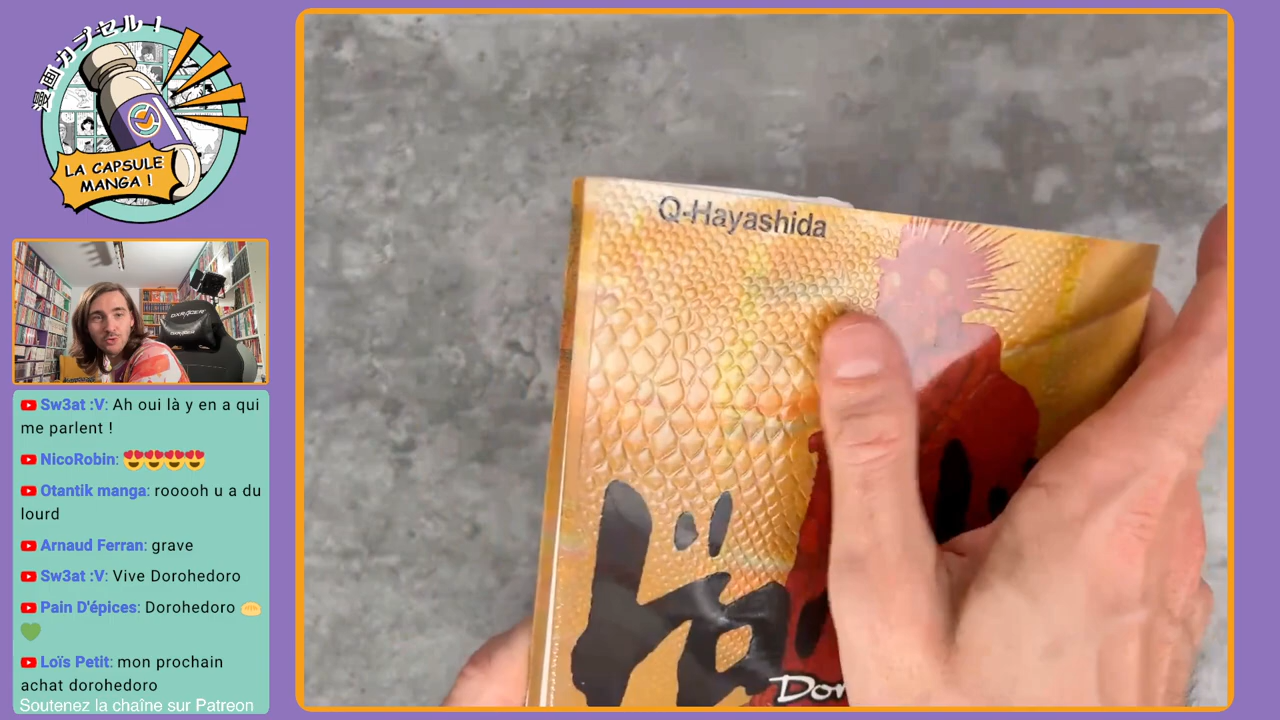 漫画カプセル！
LA CAPSULE
MANGA !
DXRACER
Sw3at :V: Ah oui là y en a qui
me parlent !
NicoRobin: 😍😍😍😍
Otantik manga: rooooh u a du
lourd
Arnaud Ferran: grave
Sw3at :V: Vive Dorohedoro
Pain D'épices: Dorohedoro 🥟
💚
Loïs Petit: mon prochain
achat dorohedoro
Soutenez la chaîne sur Patreon
Q-Hayashida